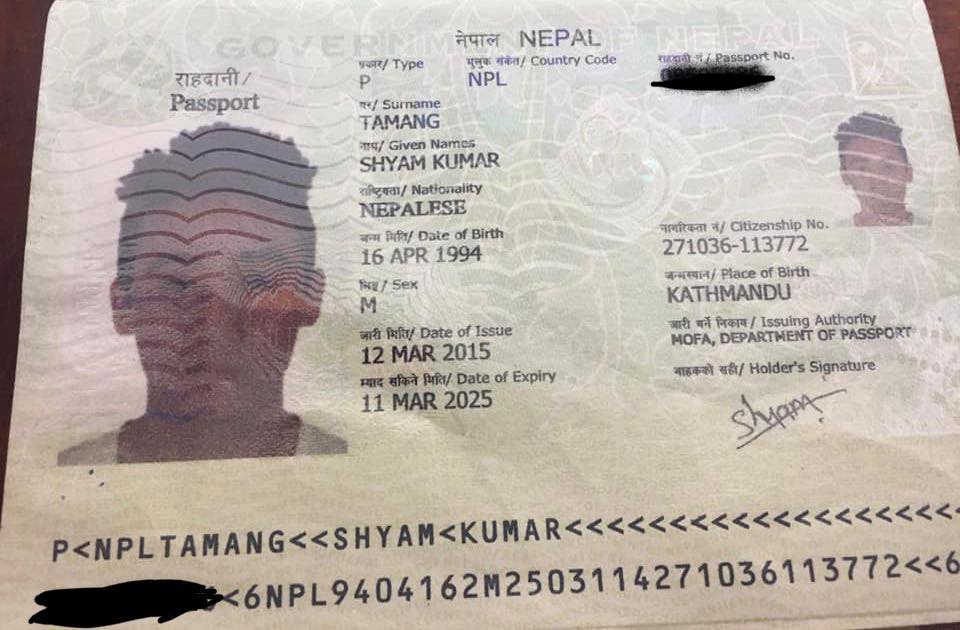 GOVERNMENT OF NEPAL
नेपाल NEPAL
राहदानी /
Passport
प्रकार/ Type
P
मुलुक संकेत/ Country Code
NPL
राहदानी नं / Passport No.
थर/ Surname
TAMANG
नाम/ Given Names
SHYAM KUMAR
राष्ट्रियता/ Nationality
NEPALESE
जन्म मिति/ Date of Birth
16 APR 1994
लिङ्ग/ Sex
M
जारी मिति/ Date of Issue
12 MAR 2015
म्याद सकिने मिति/ Date of Expiry
11 MAR 2025
नागरिकता नं/ Citizenship No.
271036-113772
जन्मस्थान/ Place of Birth
KATHMANDU
जारी गर्ने निकाय / Issuing Authority
MOFA, DEPARTMENT OF PASSPORT
वाहकको सही/ Holder's Signature
Shyam
P<NPLTAMANG<<SHYAM<KUMAR<<<<<<<<<<<<<<<<<<<
<6NPL9404162M2503114271036113772<<6